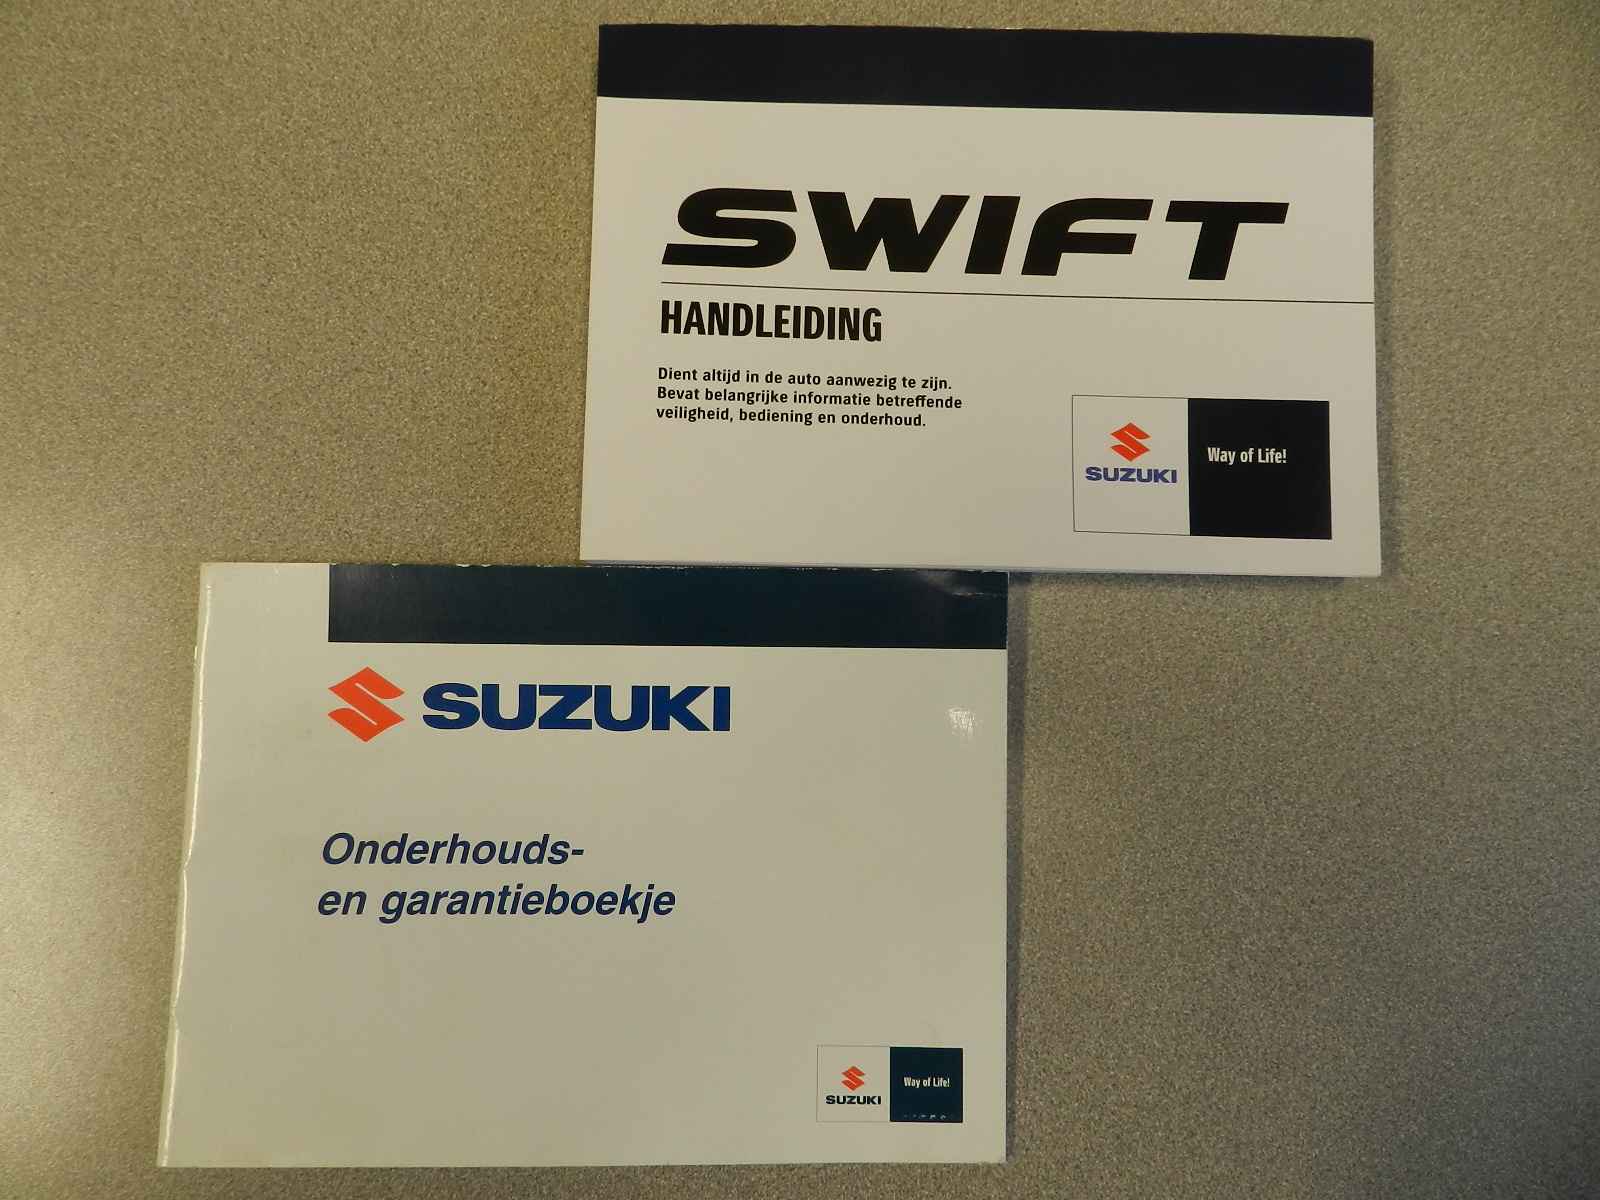 SWIFT
HANDLEIDING
Dient altijd in de auto aanwezig te zijn.
Bevat belangrijke informatie betreffende
veiligheid, bediening en onderhoud.
SUZUKI
Way of Life!
SUZUKI
Onderhouds-
en garantieboekje
SUZUKI
Way of Life!